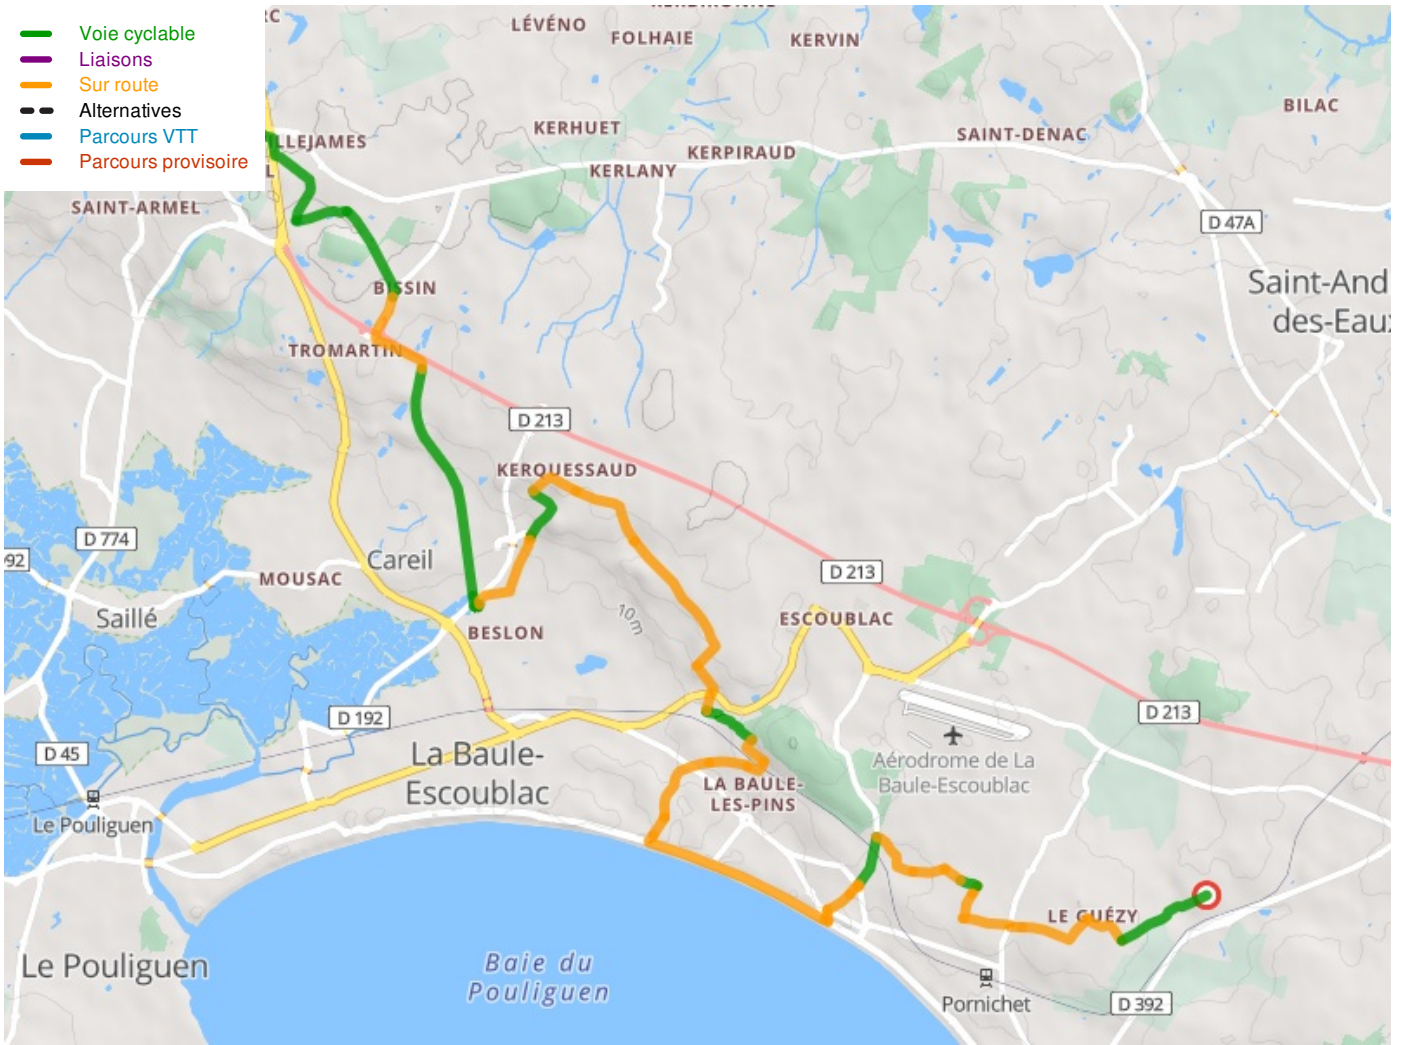 Voie cyclable
Liaisons
Sur route
Alternatives
Parcours VTT
Parcours provisoire
RC
LÉVÉNO
FOLHAIE
KERVIN
BILAC
KERHUET
SAINT-DENAC
LLEJAMES
KERPIRAUD
KERLANY
L
SAINT-ARMEL
D 47A
BISSIN
Saint-And
des-Eaux
TROMARTIN
D 213
KERQUESSAUD
D 774
92
Careil
D 213
MOUSAC
Saillé
10 m
ESCOUBLAC
BESLON
D 192
D 213
D 45
La Baule-
Escoublac
Aérodrome de La
Baule-Escoublac
LA BAULE-
LES-PINS
Le Pouliguen
LE GUÉZY
Le Pouliguen
Baie du
Pouliguen
Pornichet
D 392